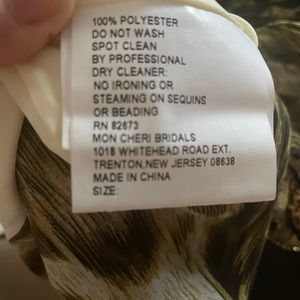 100% POLYESTER
DO NOT WASH
SPOT CLEAN
BY PROFESSIONAL
DRY CLEANER:
NO IRONING OR
STEAMING ON SEQUINS
OR BEADING
RN 82673
MON CHERI BRIDALS
1018 WHITEHEAD ROAD EXT.
TRENTON,NEW JERSEY 08638
MADE IN CHINA
SIZE: